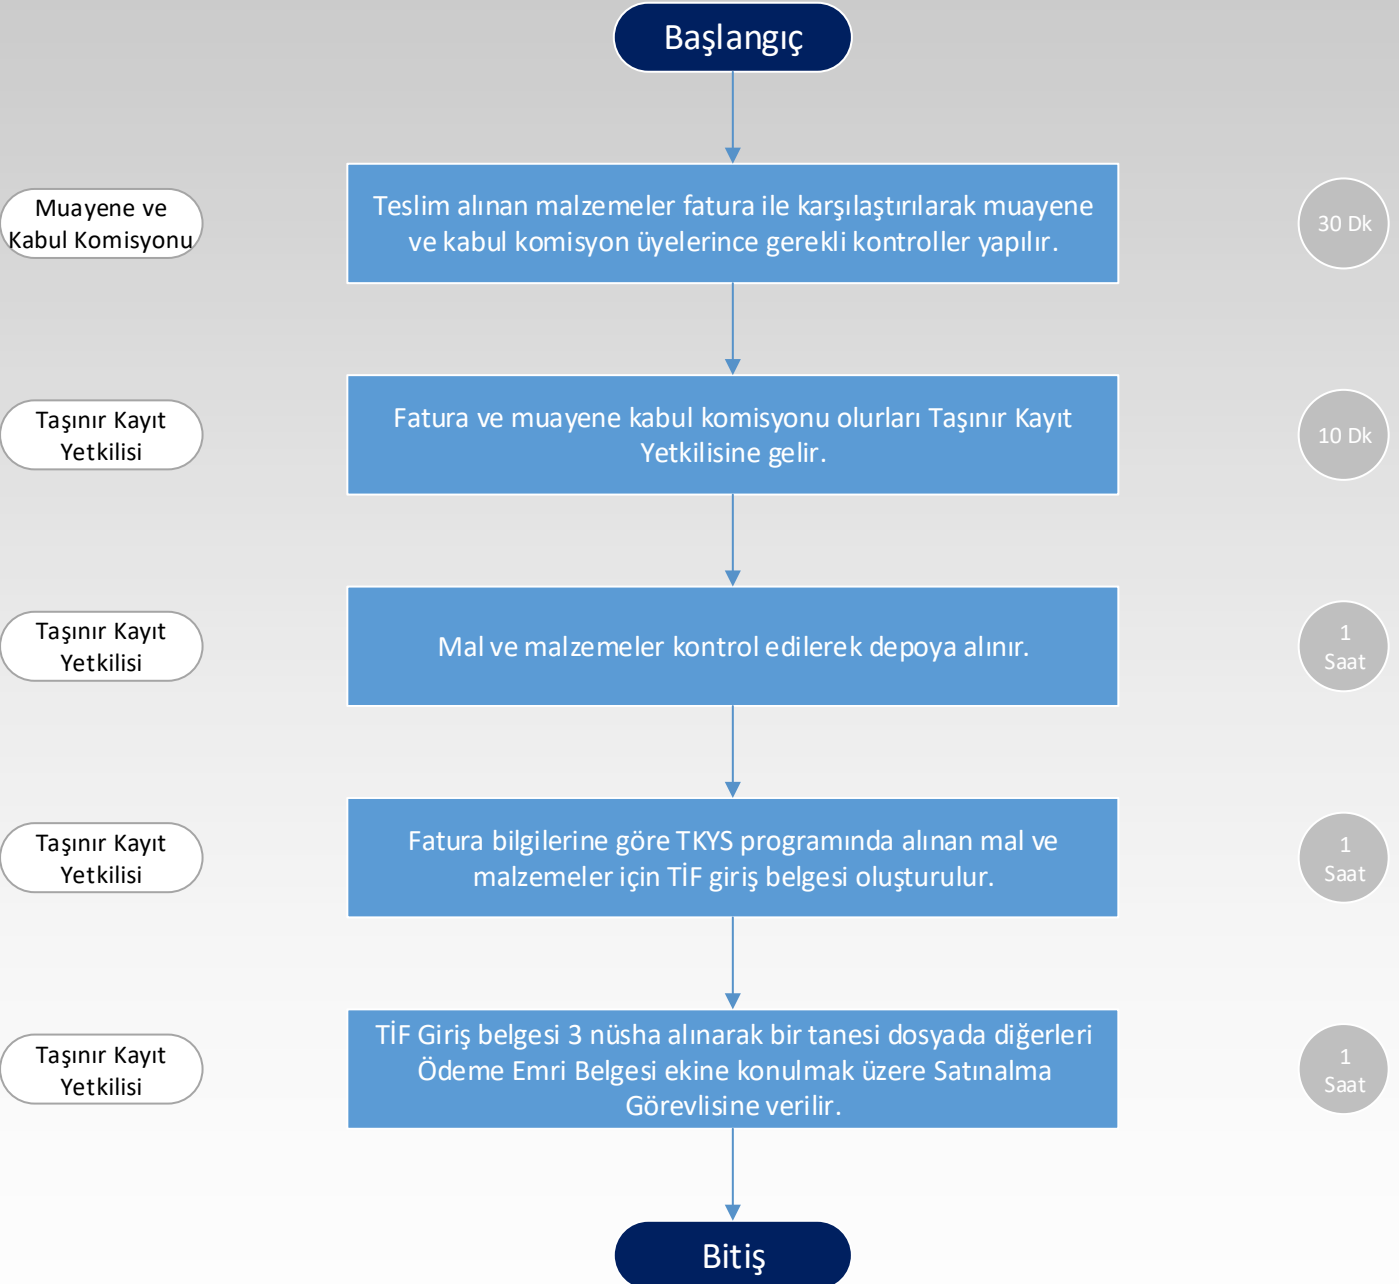 Başlangıç
Muayene ve
Kabul Komisyonu
Teslim alınan malzemeler fatura ile karşılaştırılarak muayene
ve kabul komisyon üyelerince gerekli kontroller yapılır.
30 Dk
Taşınır Kayıt
Yetkilisi
Fatura ve muayene kabul komisyonu olurları Taşınır Kayıt
Yetkilisine gelir.
10 Dk
Taşınır Kayıt
Yetkilisi
Mal ve malzemeler kontrol edilerek depoya alınır.
1
Saat
Taşınır Kayıt
Yetkilisi
Fatura bilgilerine göre TKYS programında alınan mal ve
malzemeler için TİF giriş belgesi oluşturulur.
1
Saat
Taşınır Kayıt
Yetkilisi
TİF Giriş belgesi 3 nüsha alınarak bir tanesi dosyada diğerleri
Ödeme Emri Belgesi ekine konulmak üzere Satınalma
Görevlisine verilir.
1
Saat
Bitiş